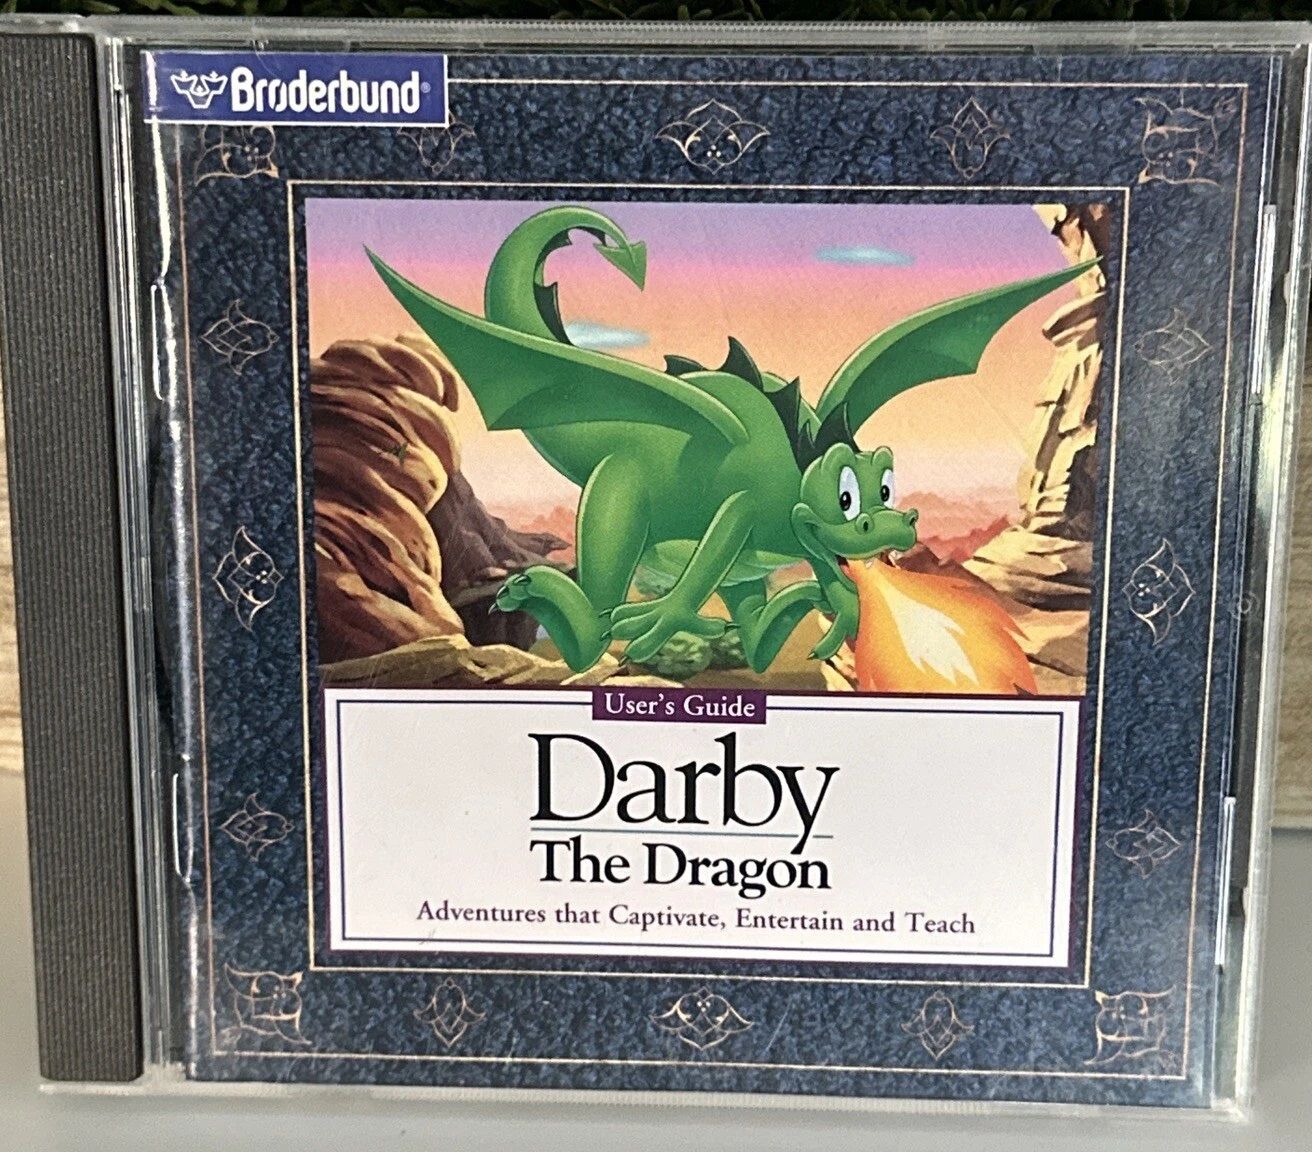 Brøderbund®
User's Guide
Darby
The Dragon
Adventures that Captivate, Entertain and Teach